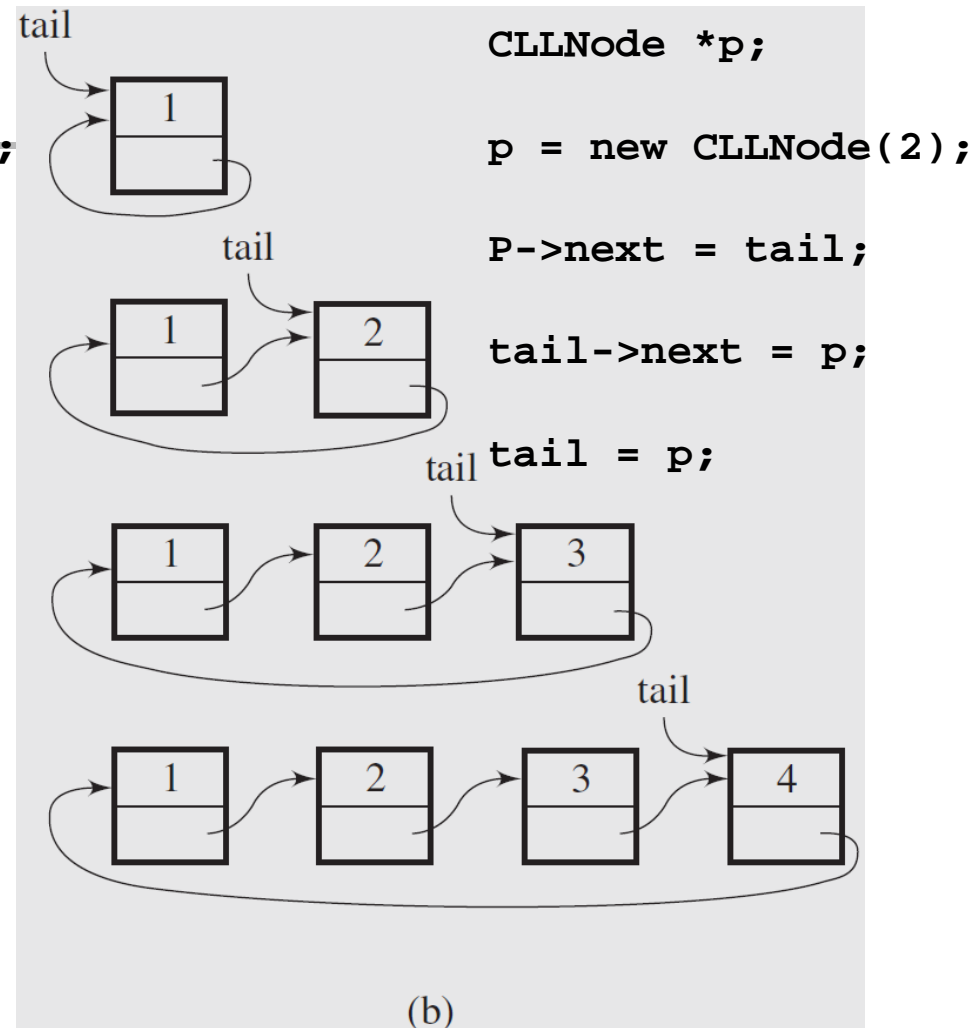 tail
CLLNode *p;
1
;
p = new CLLNode(2);
tail
P->next = tail;
1 2
tail->next = p;
tail
tail = p;
1 2 3
tail
1 2 3 4
(b)